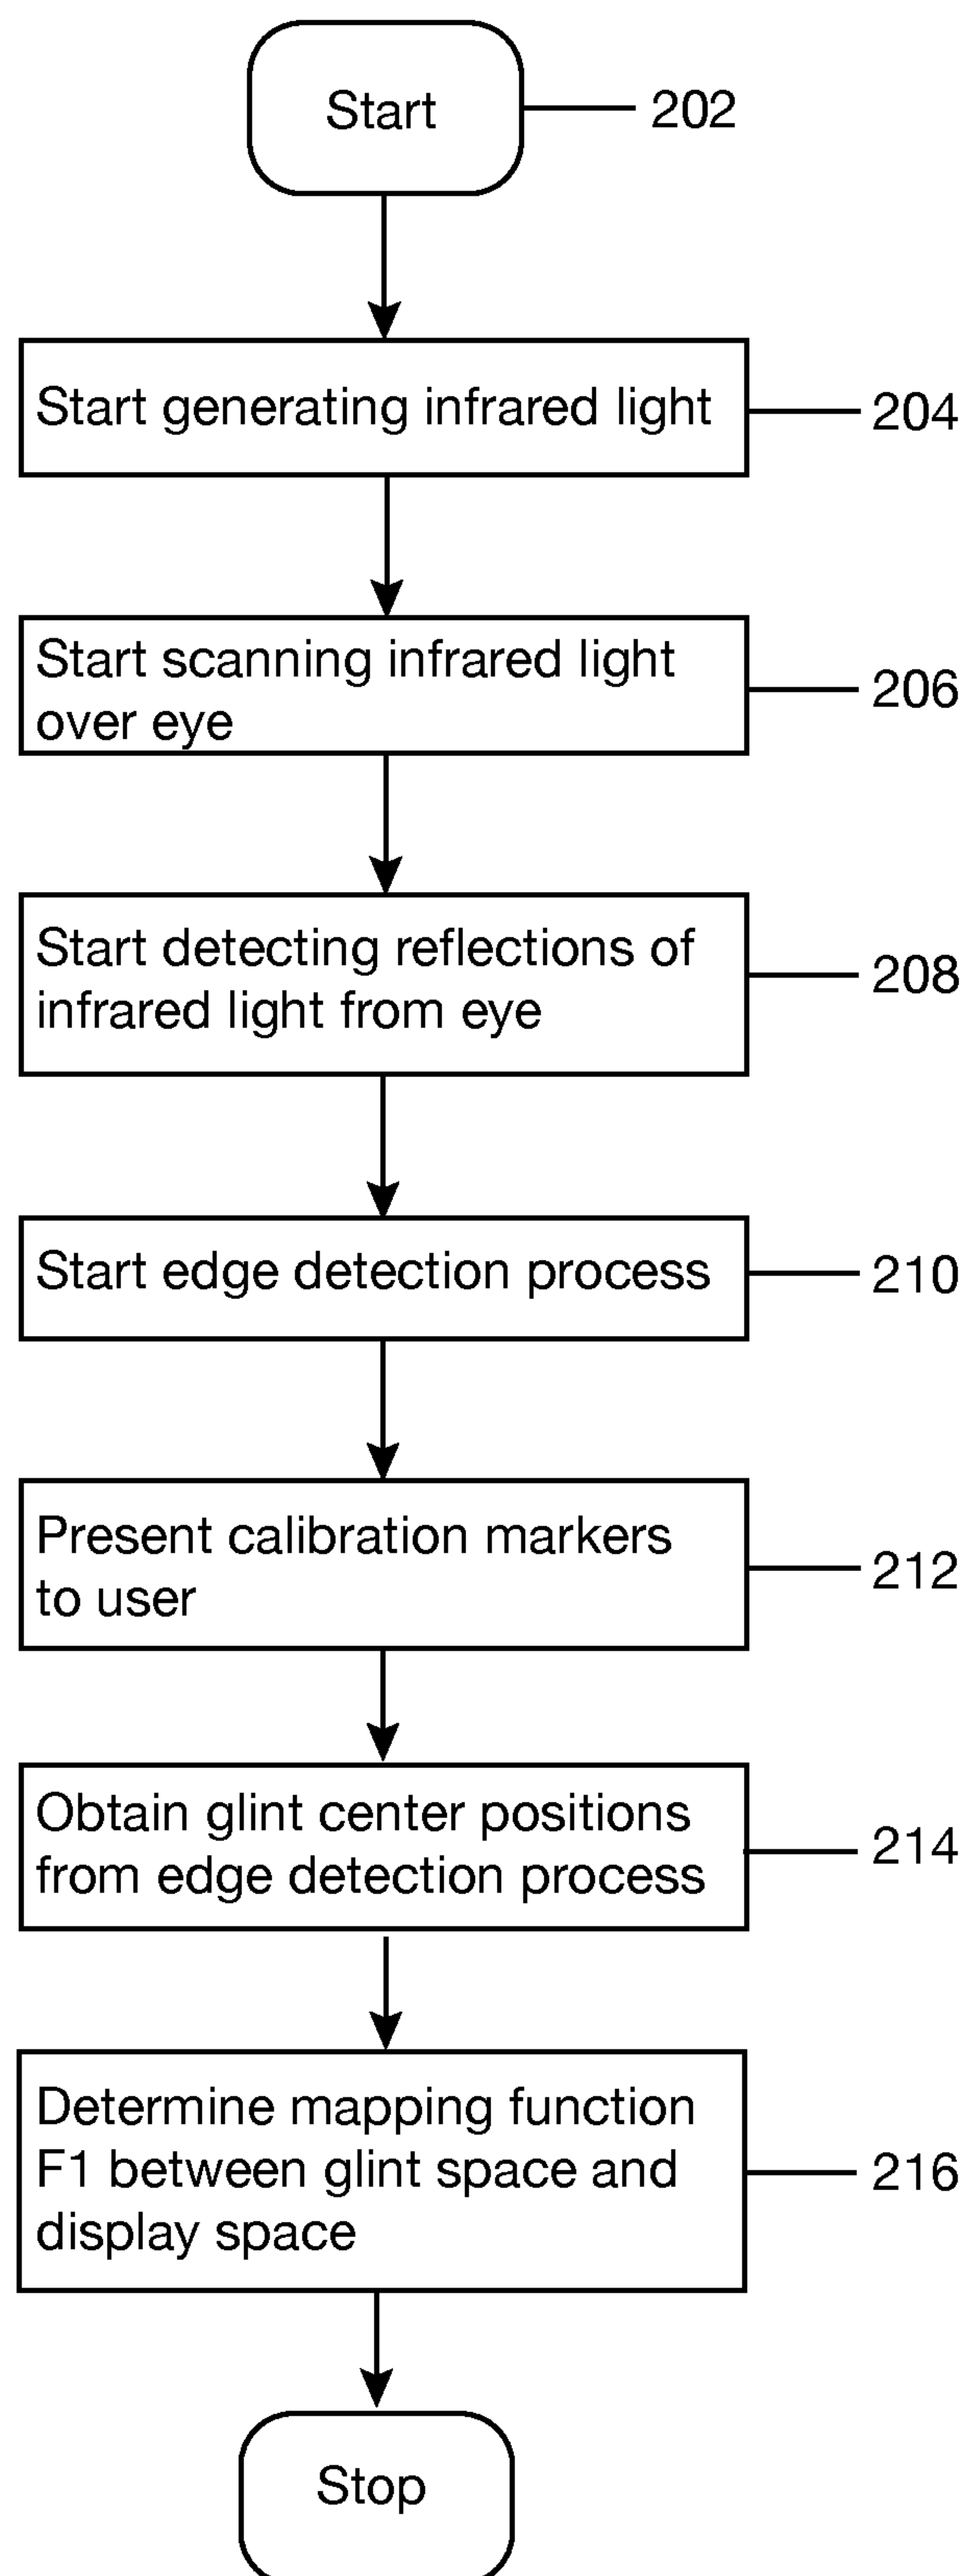 Start
202
Start generating infrared light
204
Start scanning infrared light
over eye
206
Start detecting reflections of
infrared light from eye
208
Start edge detection process
210
Present calibration markers
to user
212
Obtain glint center positions
from edge detection process
214
Determine mapping function
F1 between glint space and
display space
216
Stop